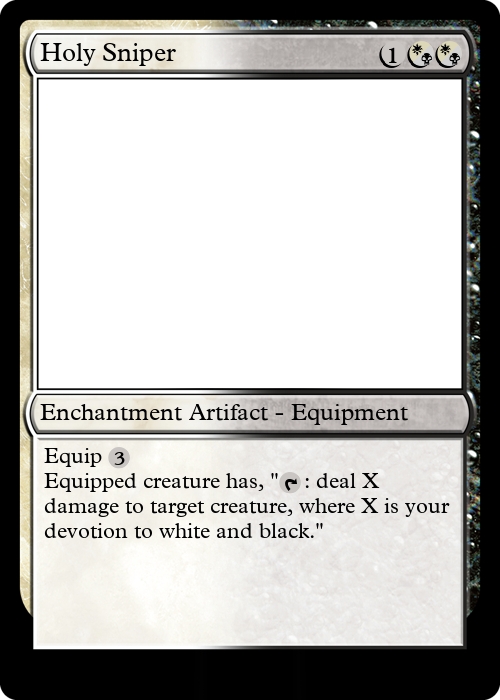 Holy Sniper 1
Enchantment Artifact - Equipment
Equip 3
Equipped creature has, " : deal X
damage to target creature, where X is your
devotion to white and black."